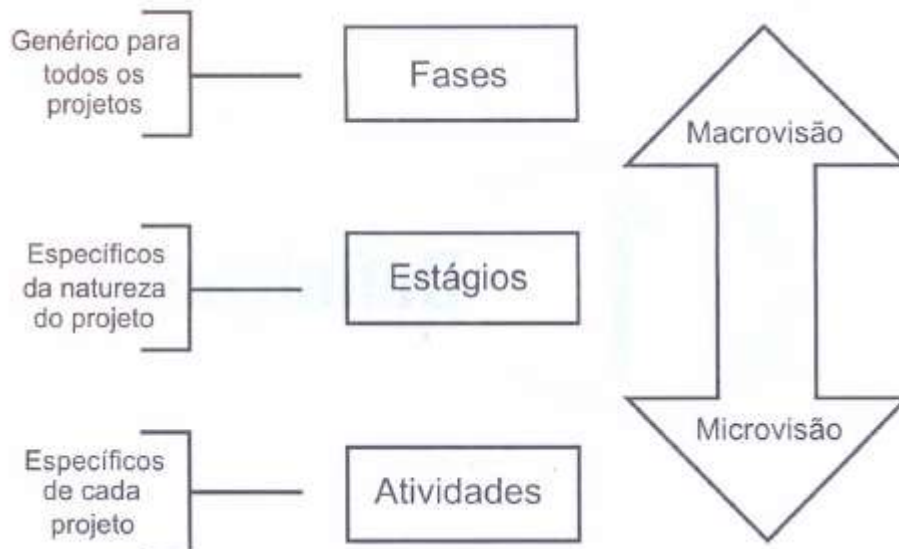 Genérico para
todos os
projetos
Fases
Macrovisão
Específicos
da natureza
do projeto
Estágios
Microvisão
Específicos
de cada
projeto
Atividades